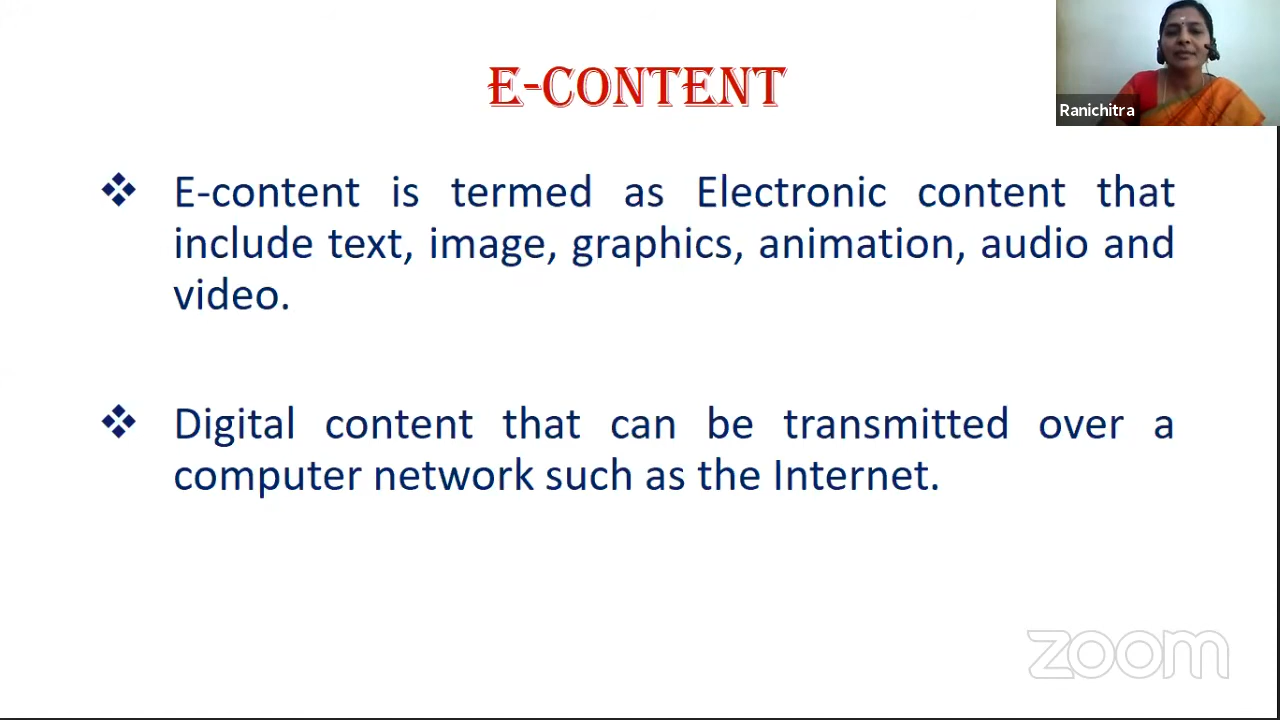 E-CONTENT
Ranichitra
❖ E-content is termed as Electronic content that
include text, image, graphics, animation, audio and
video.
❖ Digital content that can be transmitted over a
computer network such as the Internet.
zoom